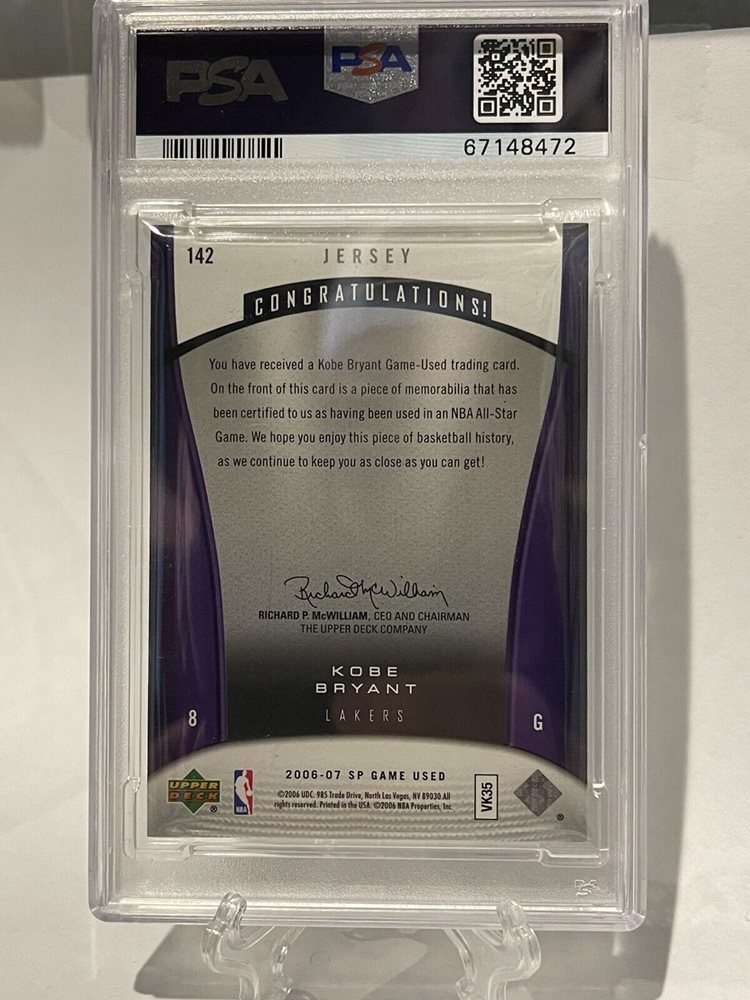 PSA PSA
67148472
142 JERSEY
CONGRATULATIONS!
You have received a Kobe Bryant Game-Used trading card.
On the front of this card is a piece of memorabilia that has
been certified to us as having been used in an NBA All-Star
Game. We hope you enjoy this piece of basketball history,
as we continue to keep you as close as you can get!
Richard McWilliam
RICHARD P. McWILLIAM, CEO AND CHAIRMAN
THE UPPER DECK COMPANY
KOBE
BRYANT
8 LAKERS G
2006-07 SP GAME USED
UPPER DECK ® NBA
©2006 UDC. 985 Trade Drive, North Las Vegas, NV 89030. All
rights reserved. Printed in the USA. ©2006 NBA Properties, Inc.
VK35
®
PSA